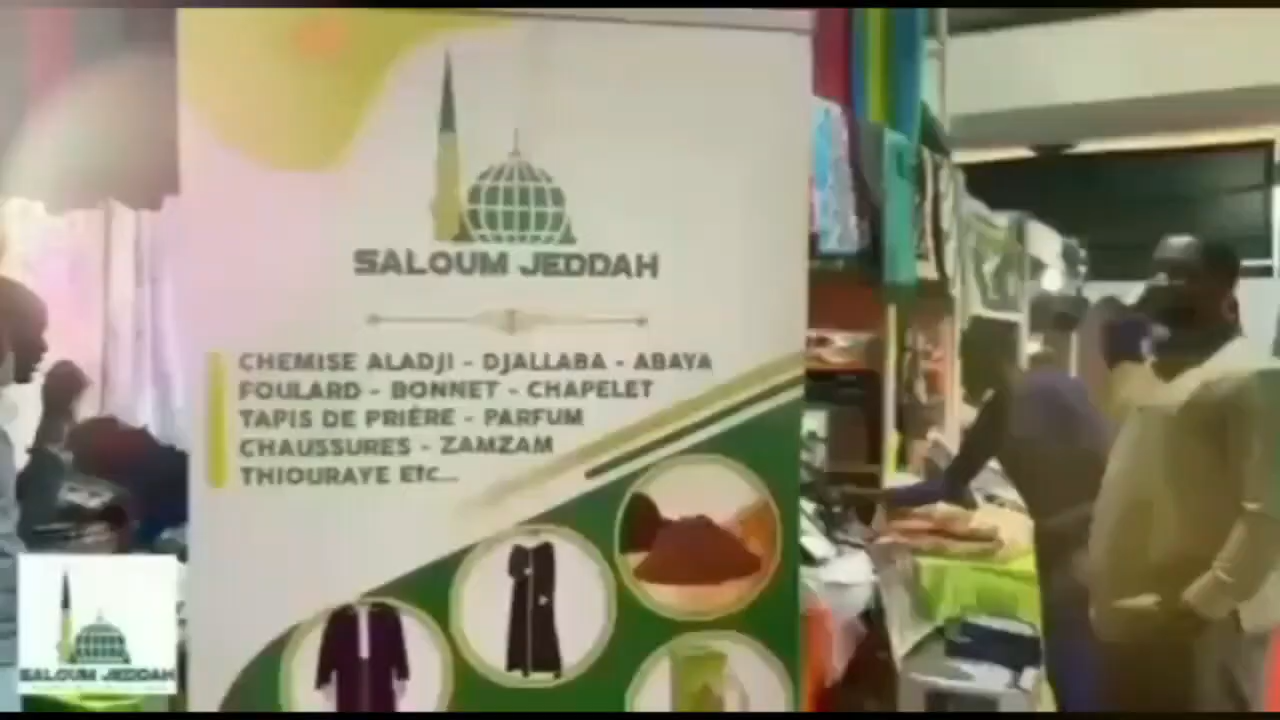 SALOUM JEDDAH
CHEMISE ALADJI - DJALLABA - ABAYA
FOULARD - BONNET - CHAPELET
TAPIS DE PRIÈRE - PARFUM
CHAUSSURES - ZAMZAM
THIOURAYE Etc...
SALOUM JEDDAH